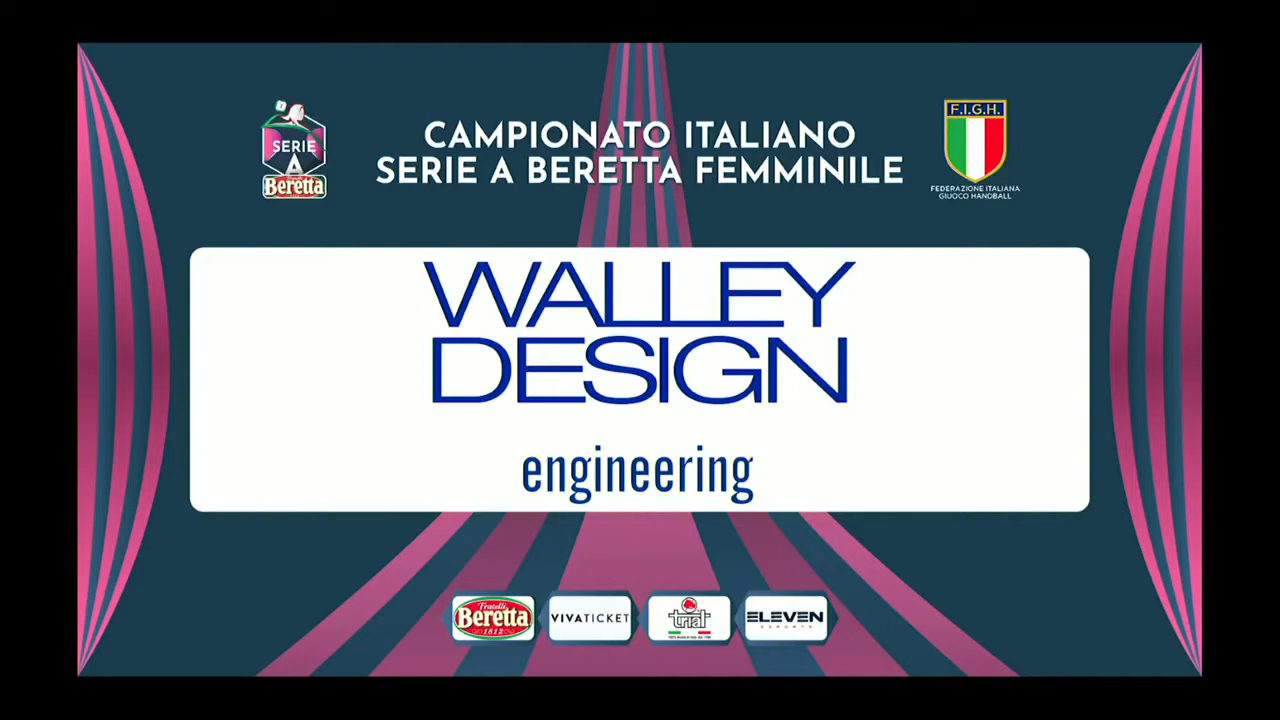 CAMPIONATO ITALIANO
SERIE A BERETTA FEMMINILE
SERIE
A
Beretta
F.I.G.H.
FEDERAZIONE ITALIANA
GIUOCO HANDBALL
WALLEY
DESIGN
engineering
Fratelli
Beretta
1812
VIVATICKET
trial
ELEVEN
SPORTS